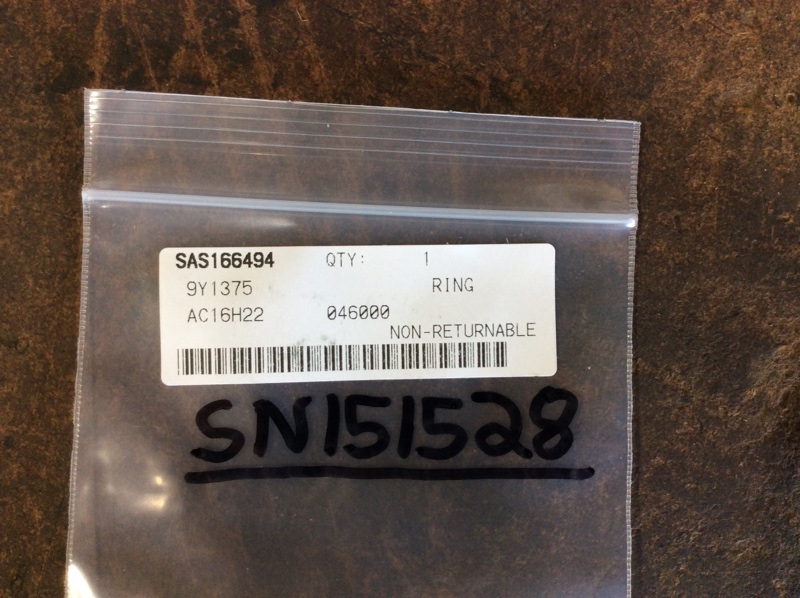 SAS166494 QTY: 1
9Y1375 RING
AC16H22 046000
NON-RETURNABLE
SN151528